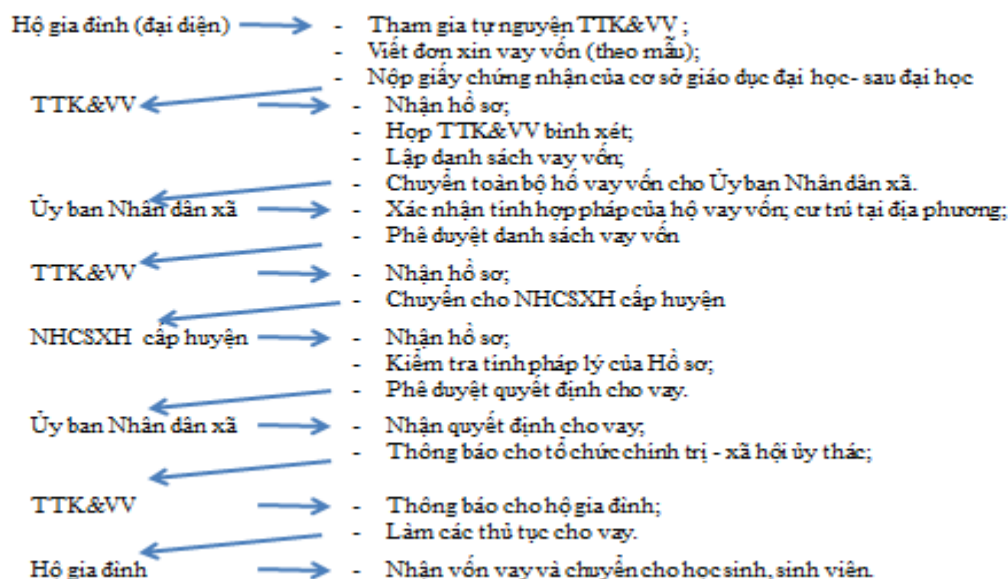 Hộ gia đình (đại diện) - Tham gia tự nguyện TTK&VV ;
- Viết đơn xin vay vốn (theo mẫu);
- Nộp giấy chứng nhận của cơ sở giáo dục đại học- sau đại học
TTK&VV - Nhận hồ sơ;
- Họp TTK&VV bình xét;
- Lập danh sách vay vốn;
- Chuyển toàn bộ hố vay vốn cho Ủy ban Nhân dân xã.
Ủy ban Nhân dân xã - Xác nhận tính hợp pháp của hộ vay vốn; cư trú tại địa phương;
- Phê duyệt danh sách vay vốn
TTK&VV - Nhận hồ sơ;
- Chuyển cho NHCSXH cấp huyện
NHCSXH cấp huyện - Nhận hồ sơ;
- Kiểm tra tính pháp lý của Hồ sơ;
- Phê duyệt quyết định cho vay.
Ủy ban Nhân dân xã - Nhận quyết định cho vay;
- Thông báo cho tổ chức chính trị - xã hội ủy thác;
TTK&VV - Thông báo cho hộ gia đình;
- Làm các thủ tục cho vay.
Hộ gia đình - Nhận vốn vay và chuyển cho học sinh, sinh viên.